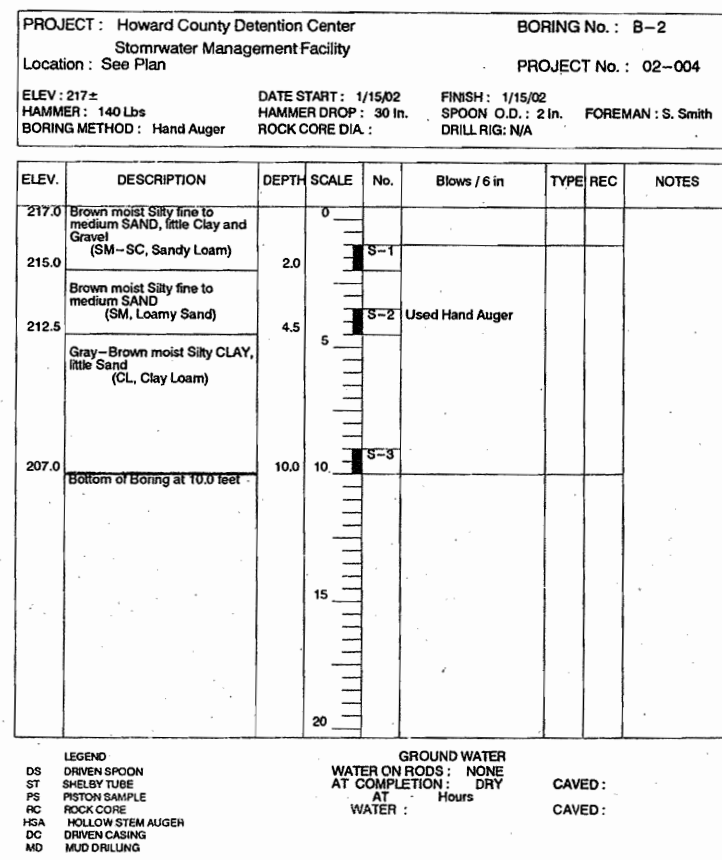 PROJECT : Howard County Detention Center BORING No. : B-2
Stomrwater Management Facility
Location : See Plan PROJECT No. : 02-004
ELEV : 217± DATE START : 1/15/02 FINISH : 1/15/02
HAMMER : 140 Lbs HAMMER DROP : 30 In. SPOON O.D. : 2 In. FOREMAN : S. Smith
BORING METHOD : Hand Auger ROCK CORE DIA. : DRILL RIG: N/A
ELEV. DESCRIPTION DEPTH SCALE No. Blows / 6 in TYPE REC NOTES
217.0 Brown moist Silty fine to 0
medium SAND, little Clay and
Gravel
(SM-SC, Sandy Loam) S-1
215.0 2.0
Brown moist Silty fine to
medium SAND
(SM, Loamy Sand) S-2 Used Hand Auger
212.5 4.5
5
Gray-Brown moist Silty CLAY,
little Sand
(CL, Clay Loam)
S-3
207.0 10.0 10
Bottom of Boring at 10.0 feet
15
20
LEGEND GROUND WATER
DS DRIVEN SPOON WATER ON RODS : NONE
ST SHELBY TUBE AT COMPLETION : DRY CAVED :
PS PISTON SAMPLE AT - Hours
RC ROCK CORE WATER : CAVED :
HSA HOLLOW STEM AUGER
DC DRIVEN CASING
MD MUD DRILLING